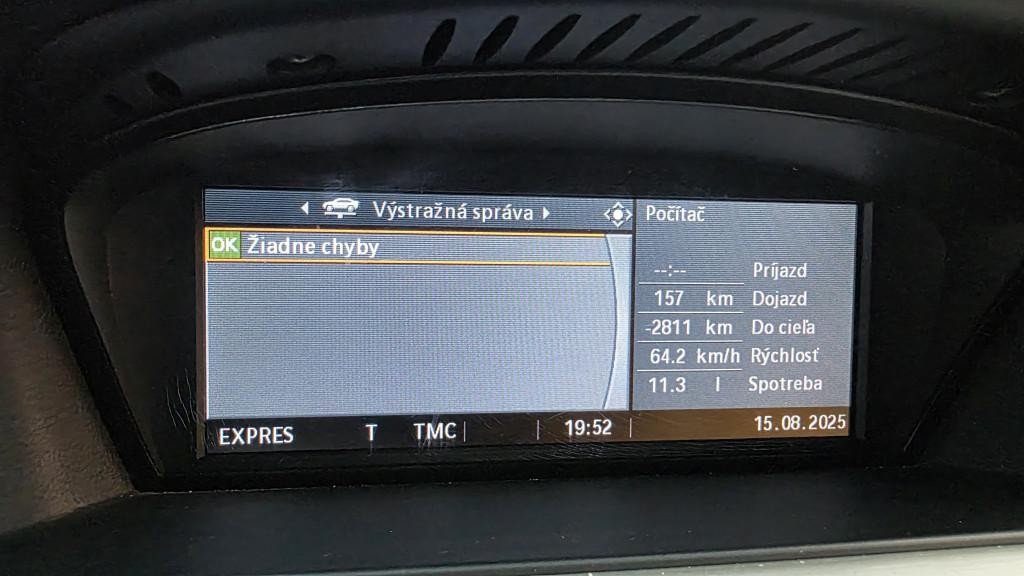 Výstražná správa
OK Žiadne chyby
Počítač
--:-- Príjazd
157 km Dojazd
-2811 km Do cieľa
64.2 km/h Rýchlosť
11.3 l Spotreba
EXPRES T TMC 19:52 15.08.2025